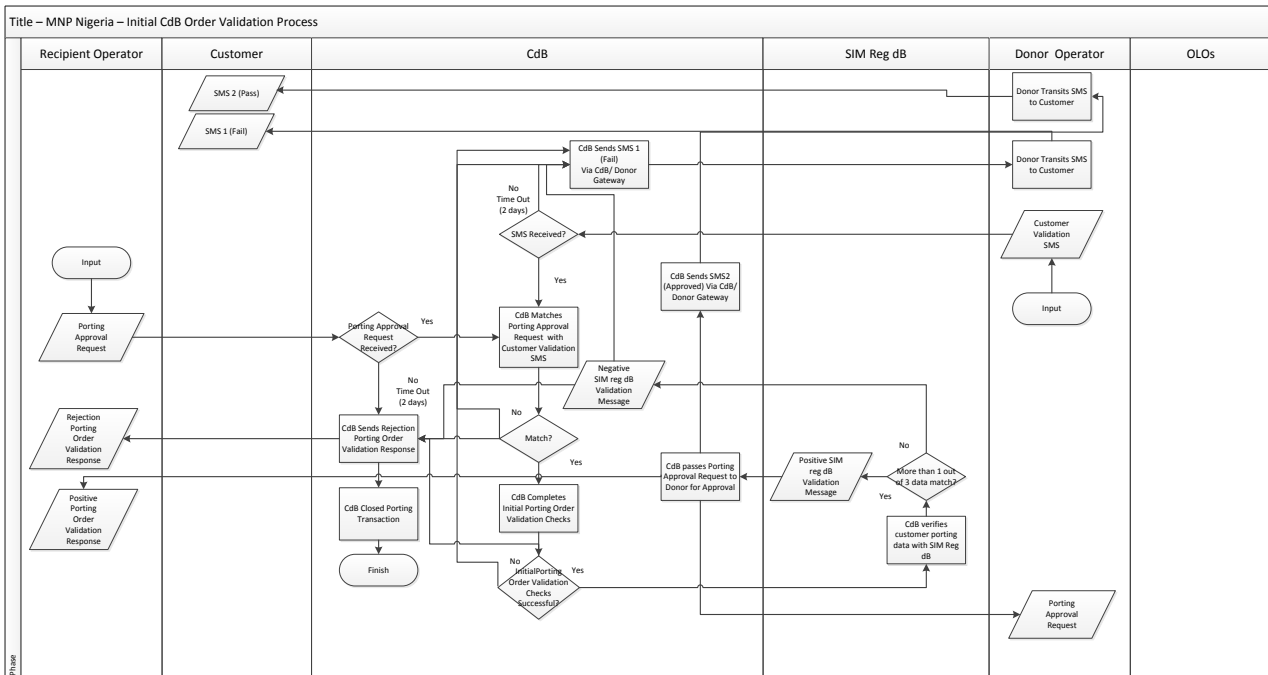 Title – MNP Nigeria – Initial CdB Order Validation Process
Recipient Operator
Customer
CdB
SIM Reg dB
Donor Operator
OLOs
SMS 2 (Pass)
Donor Transits SMS
to Customer
SMS 1 (Fail)
CdB Sends SMS 1
(Fail)
Via CdB/ Donor
Gateway
Donor Transits SMS
to Customer
No
Time Out
(2 days)
SMS Received?
Customer
Validation
SMS
Input
Yes
CdB Sends SMS2
(Approved) Via CdB/
Donor Gateway
Input
Porting
Approval
Request
Porting Approval
Request
Received?
Yes
CdB Matches
Porting Approval
Request with
Customer Validation
SMS
No
Time Out
(2 days)
Negative
SIM reg dB
Validation
Message
Rejection
Porting
Order
Validation
Response
CdB Sends Rejection
Porting Order
Validation Response
No
Match?
Yes
No
More than 1 out
of 3 data match?
Yes
CdB passes Porting
Approval Request to
Donor for Approval
Positive SIM
reg dB
Validation
Message
Positive
Porting
Order
Validation
Response
CdB Closed Porting
Transaction
CdB Completes
Initial Porting Order
Validation Checks
CdB verifies
customer porting
data with SIM Reg
dB
Finish
No
InitialPorting
Order Validation
Checks
Successful?
Yes
Porting
Approval
Request
Phase